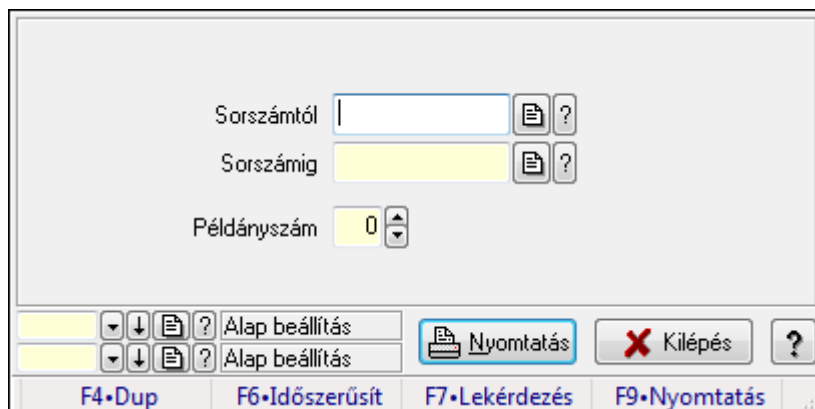 Sorszámtól ?
Sorszámig ?
Példányszám 0
? Alap beállítás
? Alap beállítás
Nyomtatás Kilépés ?
F4•Dup F6•Időszerűsít F7•Lekérdezés F9•Nyomtatás